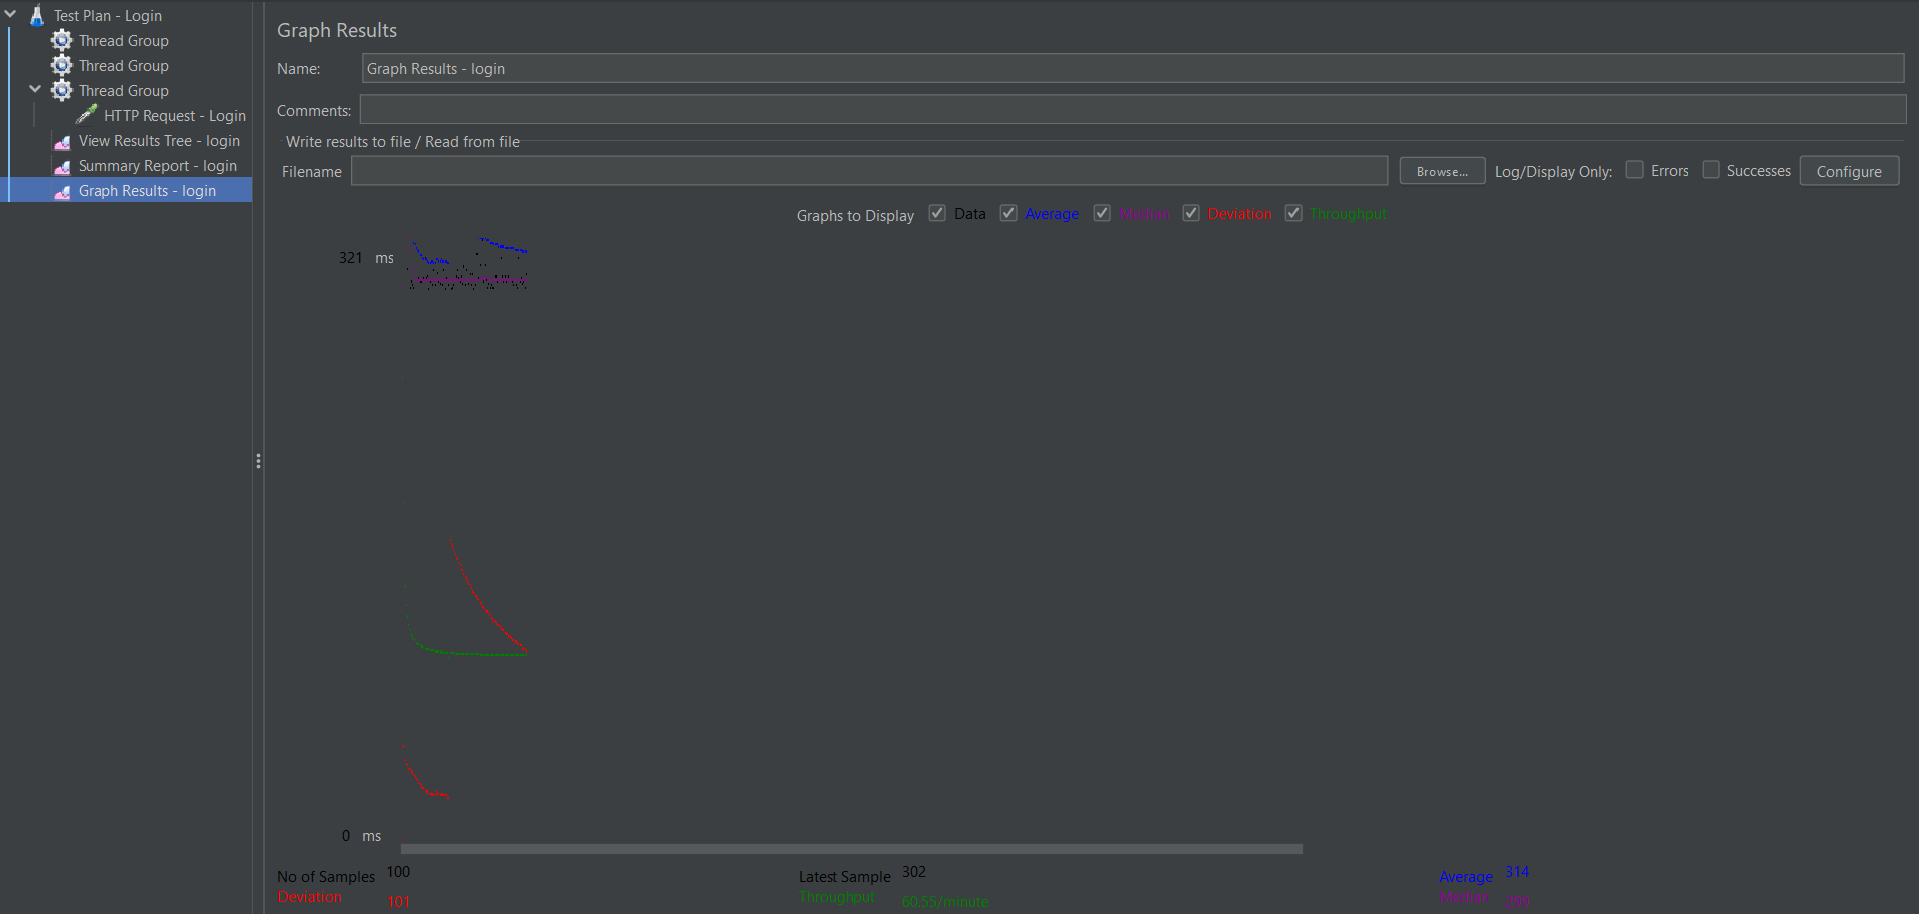 Test Plan - Login
Thread Group
Thread Group
Thread Group
HTTP Request - Login
View Results Tree - login
Summary Report - login
Graph Results - login
Graph Results
Name: Graph Results - login
Comments:
Write results to file / Read from file
Filename Browse... Log/Display Only: Errors Successes Configure
Graphs to Display Data Average Median Deviation Throughput
321 ms
0 ms
No of Samples 100 Latest Sample 302 Average 314
Deviation 101 Throughput 60,55/minute Median 299